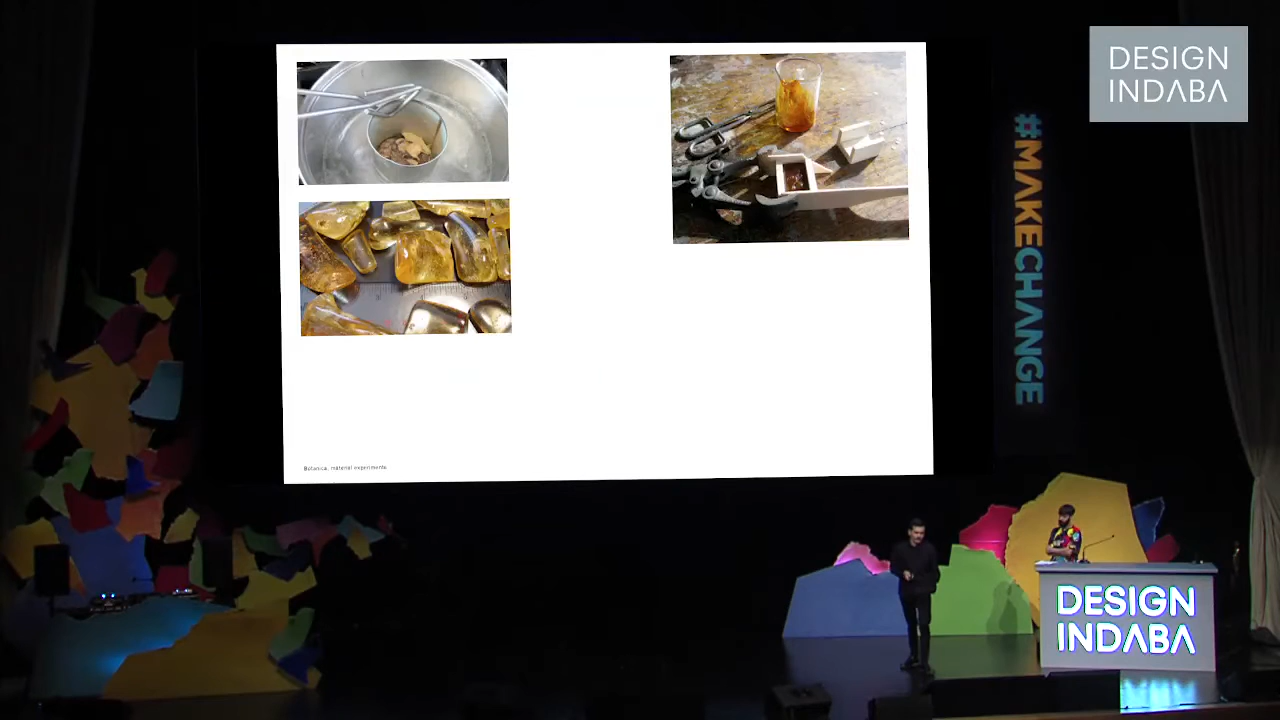 DESIGN
INDABA
#MAKECHANGE
Botanica, material experiments
DESIGN
INDABA